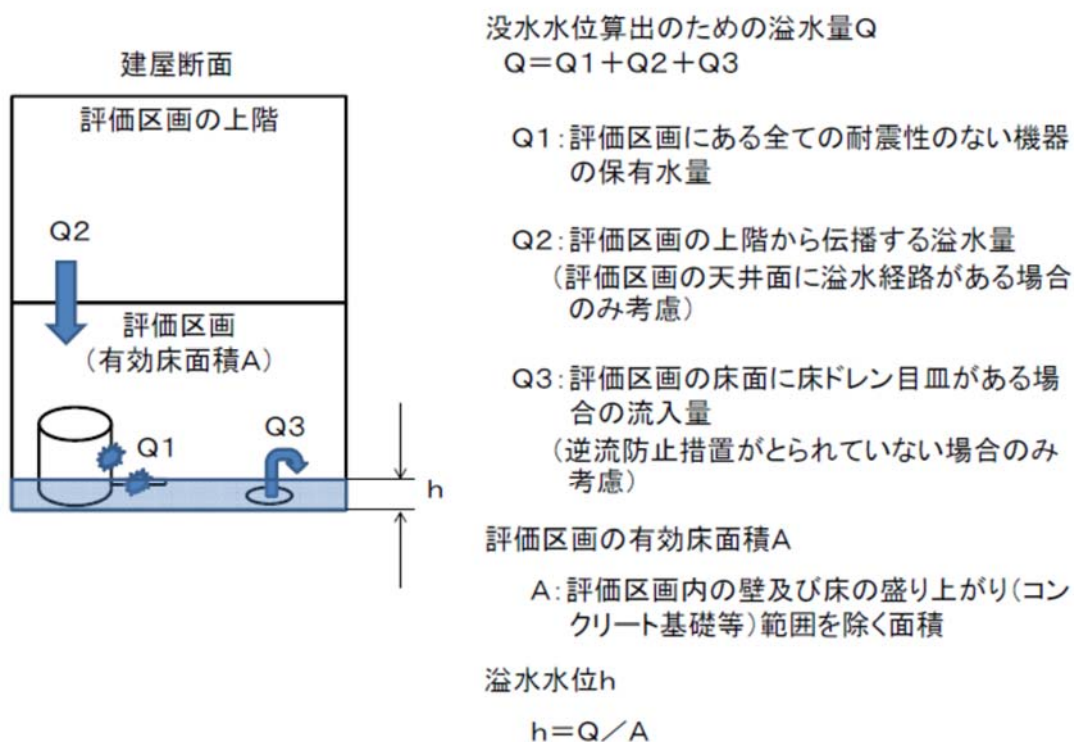 建屋断面
評価区画の上階
Q2
評価区画
（有効床面積A）
Q1
Q3
h
没水水位算出のための溢水量Q
Q＝Q1＋Q2＋Q3
Q1：評価区画にある全ての耐震性のない機器
の保有水量
Q2：評価区画の上階から伝播する溢水量
（評価区画の天井面に溢水経路がある場合
のみ考慮）
Q3：評価区画の床面に床ドレン目皿がある場
合の流入量
（逆流防止措置がとられていない場合のみ
考慮）
評価区画の有効床面積A
A：評価区画内の壁及び床の盛り上がり（コン
クリート基礎等）範囲を除く面積
溢水水位h
h＝Q／A